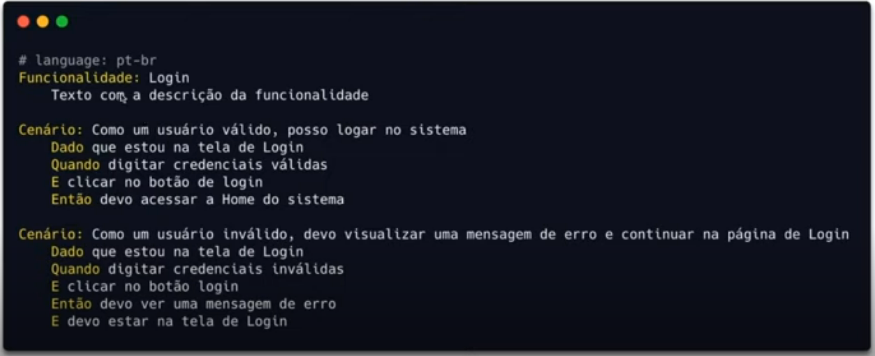 # language: pt-br
Funcionalidade: Login
Texto com a descrição da funcionalidade
Cenário: Como um usuário válido, posso logar no sistema
Dado que estou na tela de Login
Quando digitar credenciais válidas
E clicar no botão de login
Então devo acessar a Home do sistema
Cenário: Como um usuário inválido, devo visualizar uma mensagem de erro e continuar na página de Login
Dado que estou na tela de Login
Quando digitar credenciais inválidas
E clicar no botão login
Então devo ver uma mensagem de erro
E devo estar na tela de Login